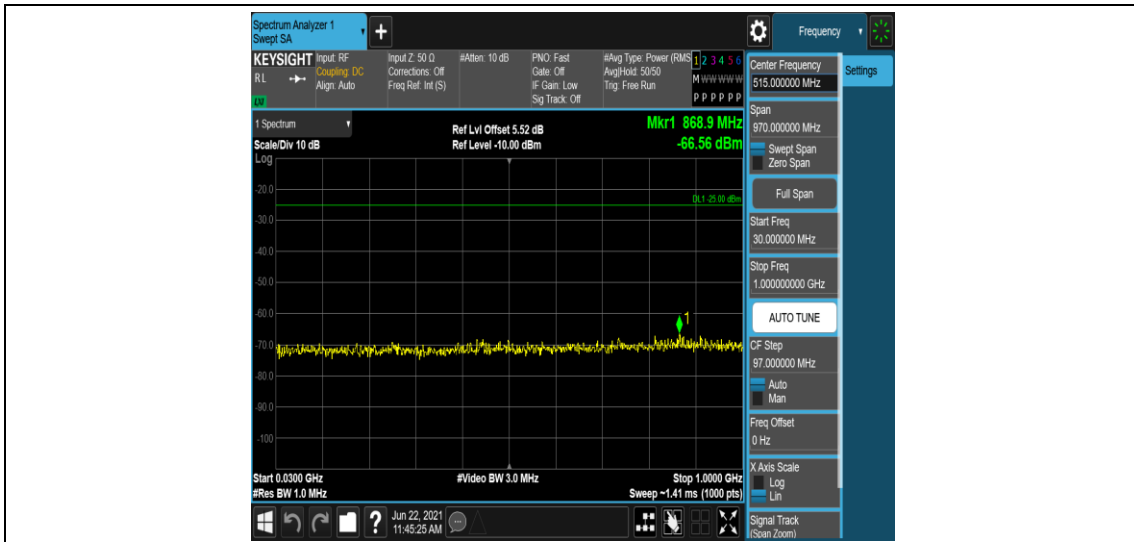 Spectrum Analyzer 1
Swept SA
+
Frequency
KEYSIGHT
RL
LXI
Input: RF
Coupling: DC
Align: Auto
Input Z: 50 Ω
Corrections: Off
Freq Ref: Int (S)
#Atten: 10 dB
PNO: Fast
Gate: Off
IF Gain: Low
Sig Track: Off
#Avg Type: Power (RMS
Avg|Hold: 50/50
Trig: Free Run
1 2 3 4 5 6
M W W W W W
P P P P P P
1 Spectrum
Scale/Div 10 dB
Log
Ref Lvl Offset 5.52 dB
Ref Level -10.00 dBm
Mkr1 868.9 MHz
-66.56 dBm
DL1 -25.00 dBm
-20.0
-30.0
-40.0
-50.0
-60.0
-70.0
-80.0
-90.0
-100
1
Start 0.0300 GHz
#Res BW 1.0 MHz
#Video BW 3.0 MHz
Stop 1.0000 GHz
Sweep ~1.41 ms (1000 pts)
Center Frequency
515.000000 MHz
Settings
Span
970.000000 MHz
Swept Span
Zero Span
Full Span
Start Freq
30.000000 MHz
Stop Freq
1.000000000 GHz
AUTO TUNE
CF Step
97.000000 MHz
Auto
Man
Freq Offset
0 Hz
X Axis Scale
Log
Lin
Signal Track
(Span Zoom)
?
Jun 22, 2021
11:45:25 AM